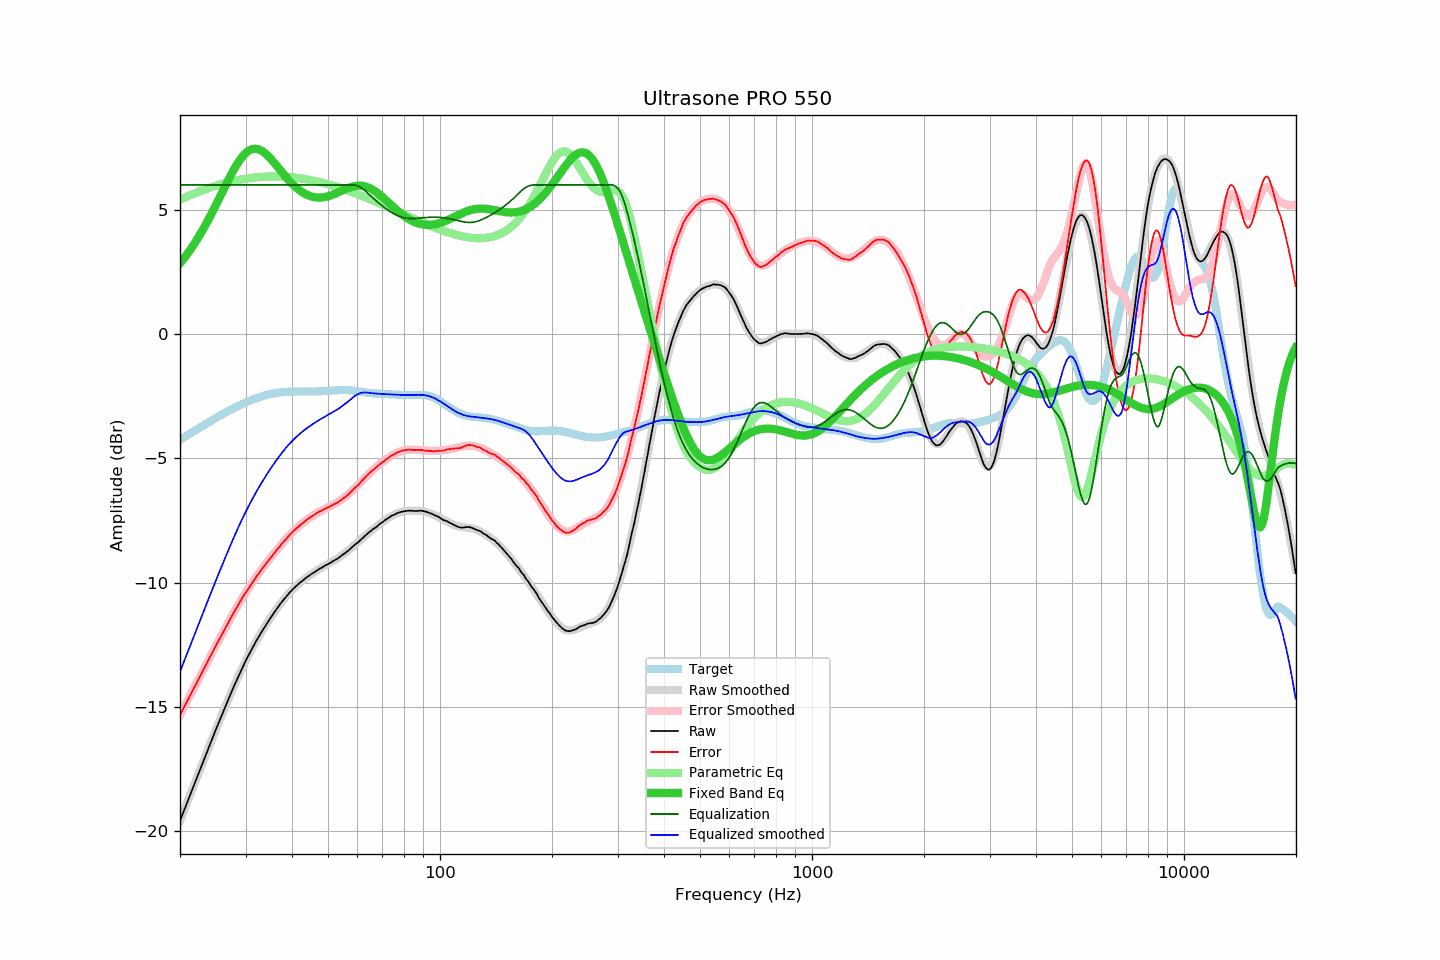 Ultrasone PRO 550
Amplitude (dBr)
5
0
−5
−10
−15
−20
Target
Raw Smoothed
Error Smoothed
Raw
Error
Parametric Eq
Fixed Band Eq
Equalization
Equalized smoothed
100 1000 10000
Frequency (Hz)